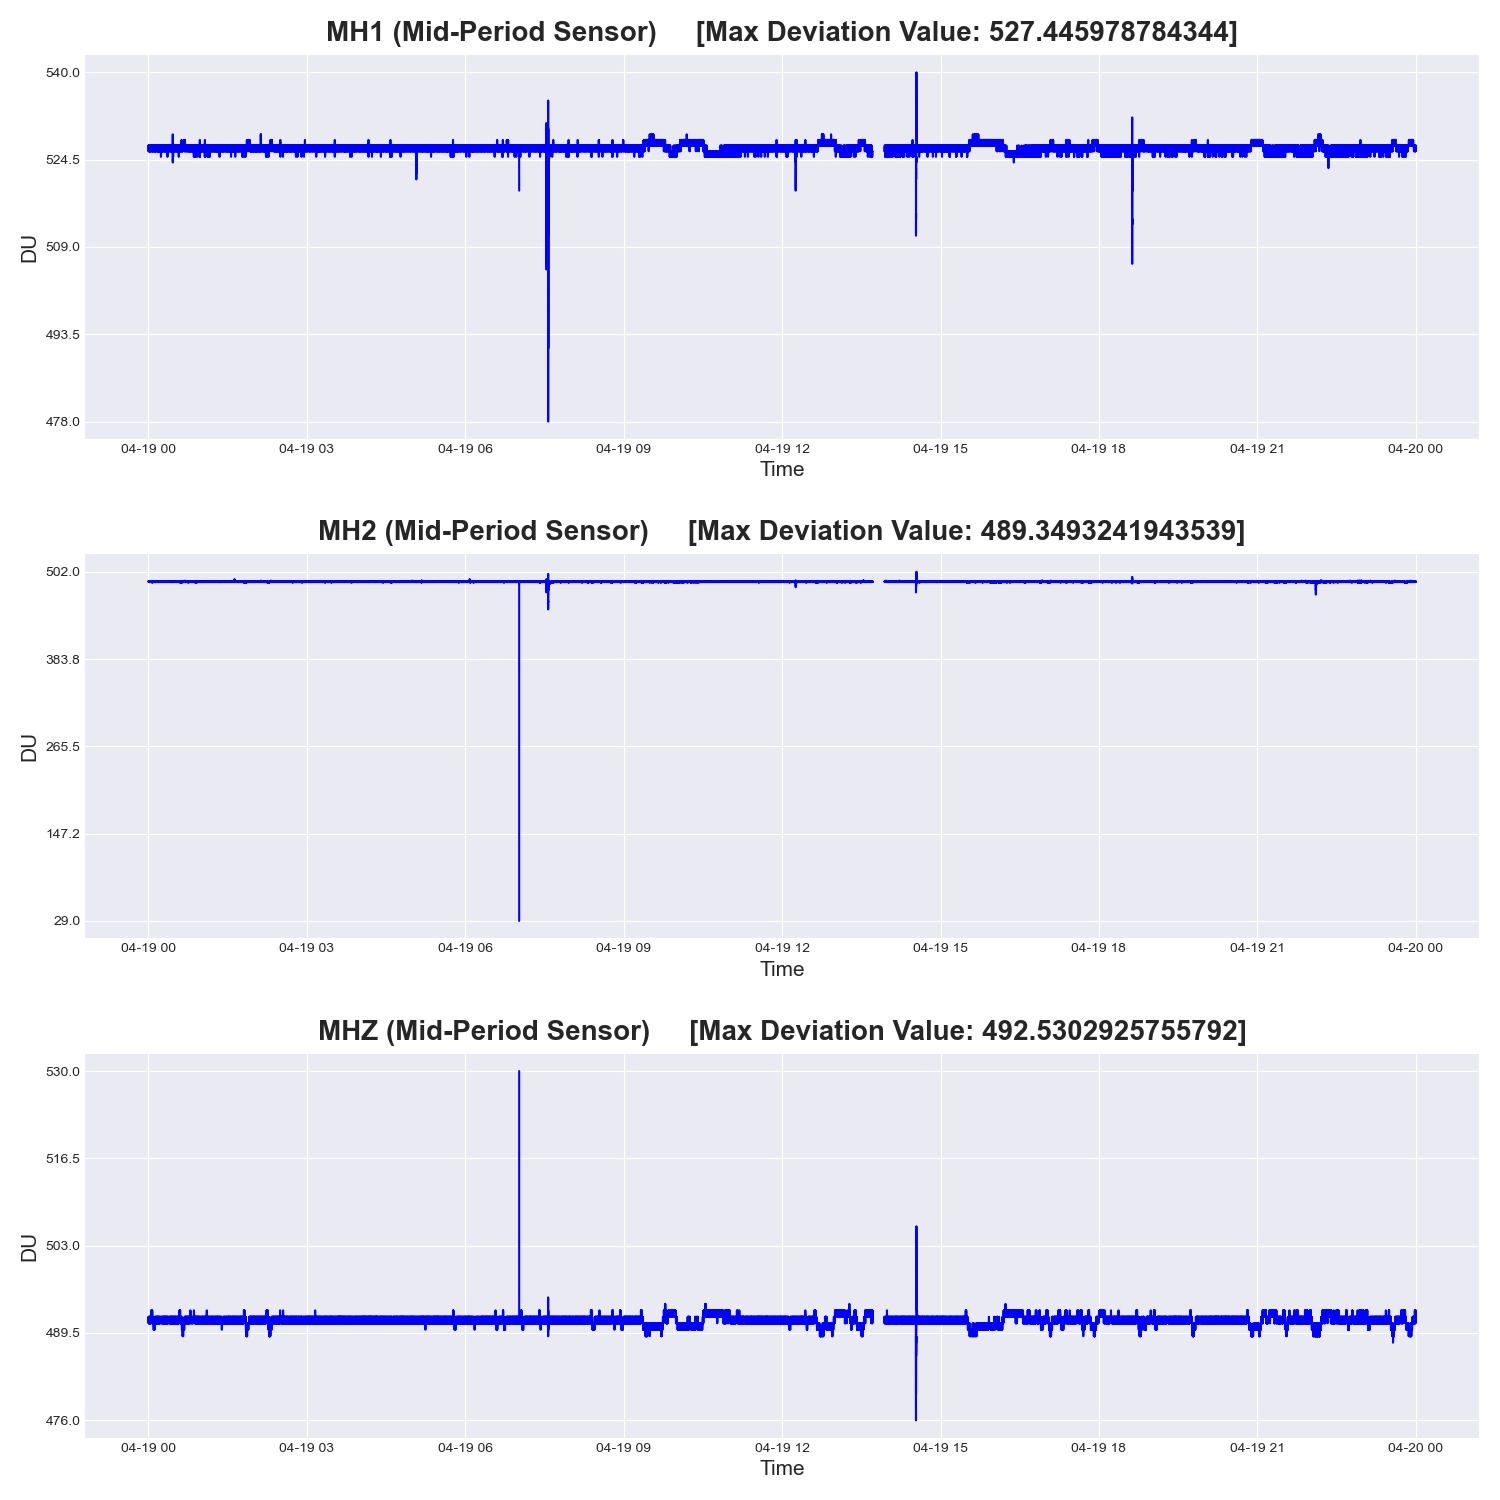 MH1 (Mid-Period Sensor) [Max Deviation Value: 527.445978784344]
540.0
524.5
509.0
493.5
478.0
DU
04-19 00 04-19 03 04-19 06 04-19 09 04-19 12 04-19 15 04-19 18 04-19 21 04-20 00
Time
MH2 (Mid-Period Sensor) [Max Deviation Value: 489.3493241943539]
502.0
383.8
265.5
147.2
29.0
DU
04-19 00 04-19 03 04-19 06 04-19 09 04-19 12 04-19 15 04-19 18 04-19 21 04-20 00
Time
MHZ (Mid-Period Sensor) [Max Deviation Value: 492.5302925755792]
530.0
516.5
503.0
489.5
476.0
DU
04-19 00 04-19 03 04-19 06 04-19 09 04-19 12 04-19 15 04-19 18 04-19 21 04-20 00
Time